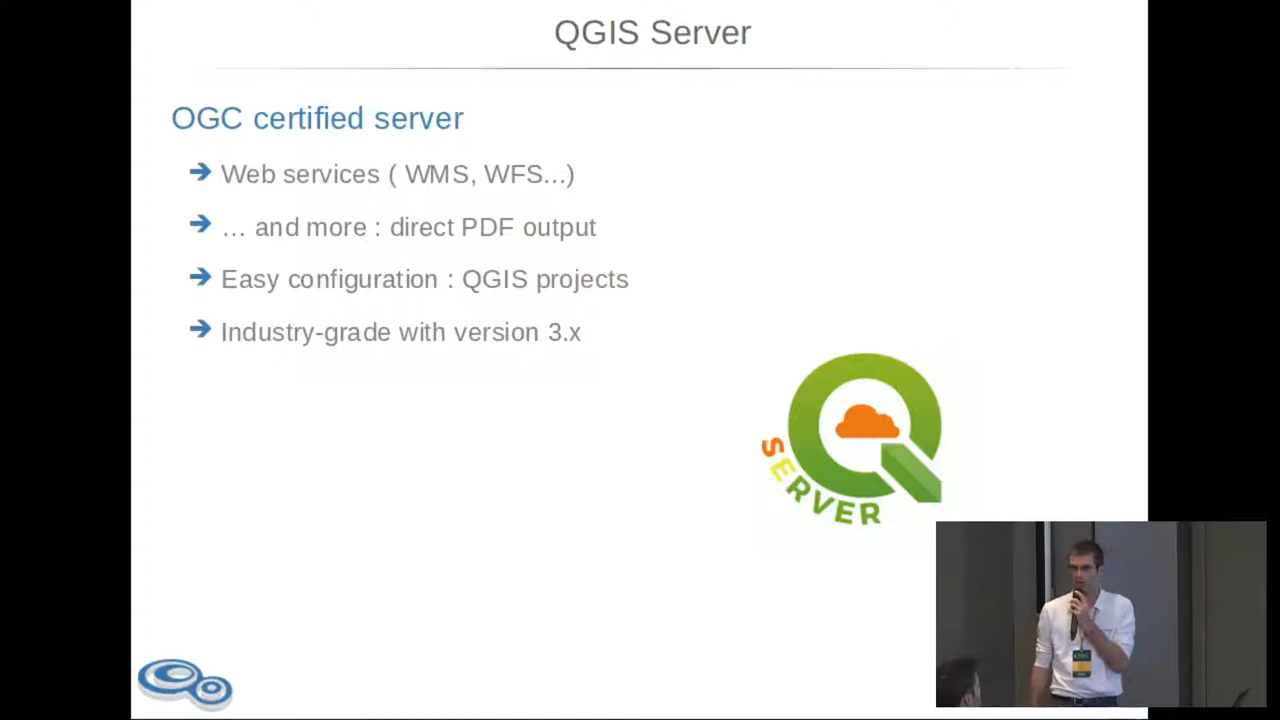 QGIS Server
OGC certified server
Web services ( WMS, WFS...)
... and more : direct PDF output
Easy configuration : QGIS projects
Industry-grade with version 3.x
SERVER